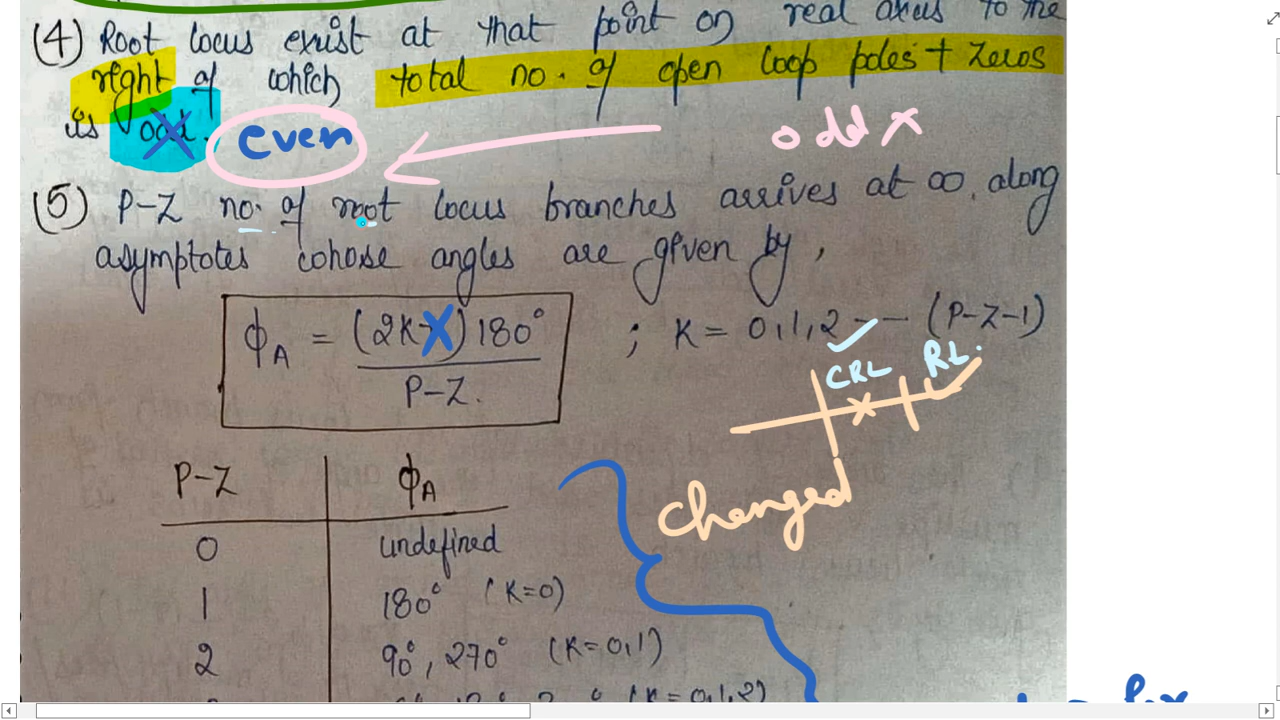 (4) Root locus exist at that point on real axis to the
right of which total no. of open loop poles + zeros
is odd. even odd x
(5) P-Z no. of root locus branches arrives at ∞, along
asymptotes whose angles are given by,
ϕA = (2K+X)180° / P-Z. ; K = 0,1,2 --- (P-Z-1)
CRL RL.
changed
P-Z ϕA
0 undefined
1 180° (K=0)
2 90°, 270° (K=0,1)
(K=0,1,2)